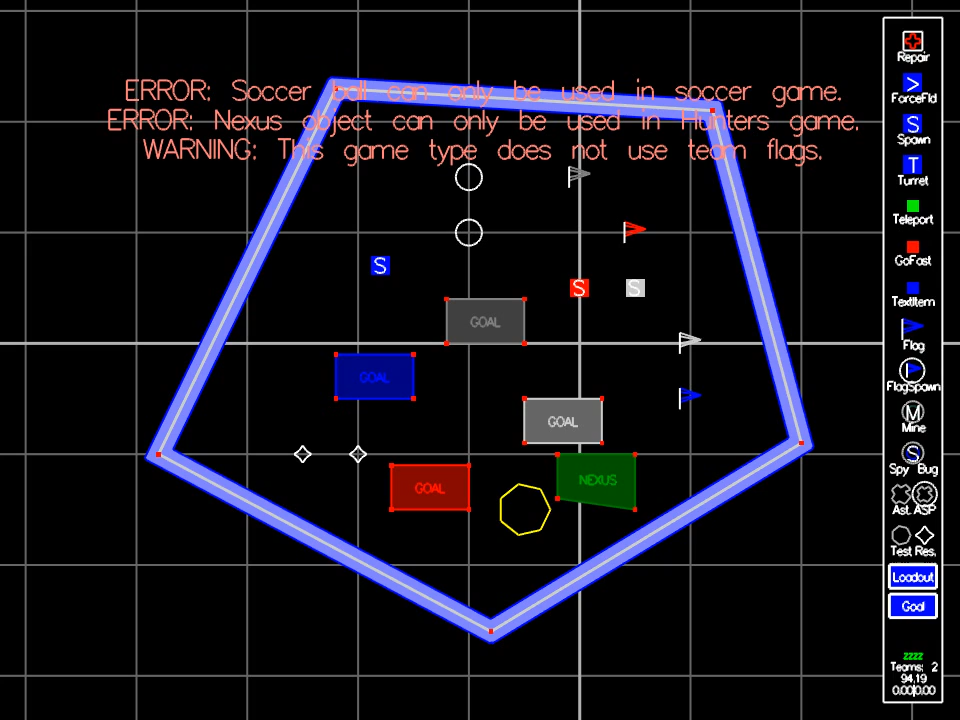 ERROR: Soccer ball can only be used in soccer game.
ERROR: Nexus object can only be used in Hunters game.
WARNING: This game type does not use team flags.
S
S S
GOAL
GOAL
GOAL
GOAL
NEXUS
Repair
>
ForceFld
S
Spawn
T
Turret
Teleport
GoFast
TextItem
Flag
FlagSpawn
M
Mine
S
Spy Bug
Ast. ASP
Test Res.
Loadout
Goal
zzzz
Teams: 2
94.19
0.00|0.00